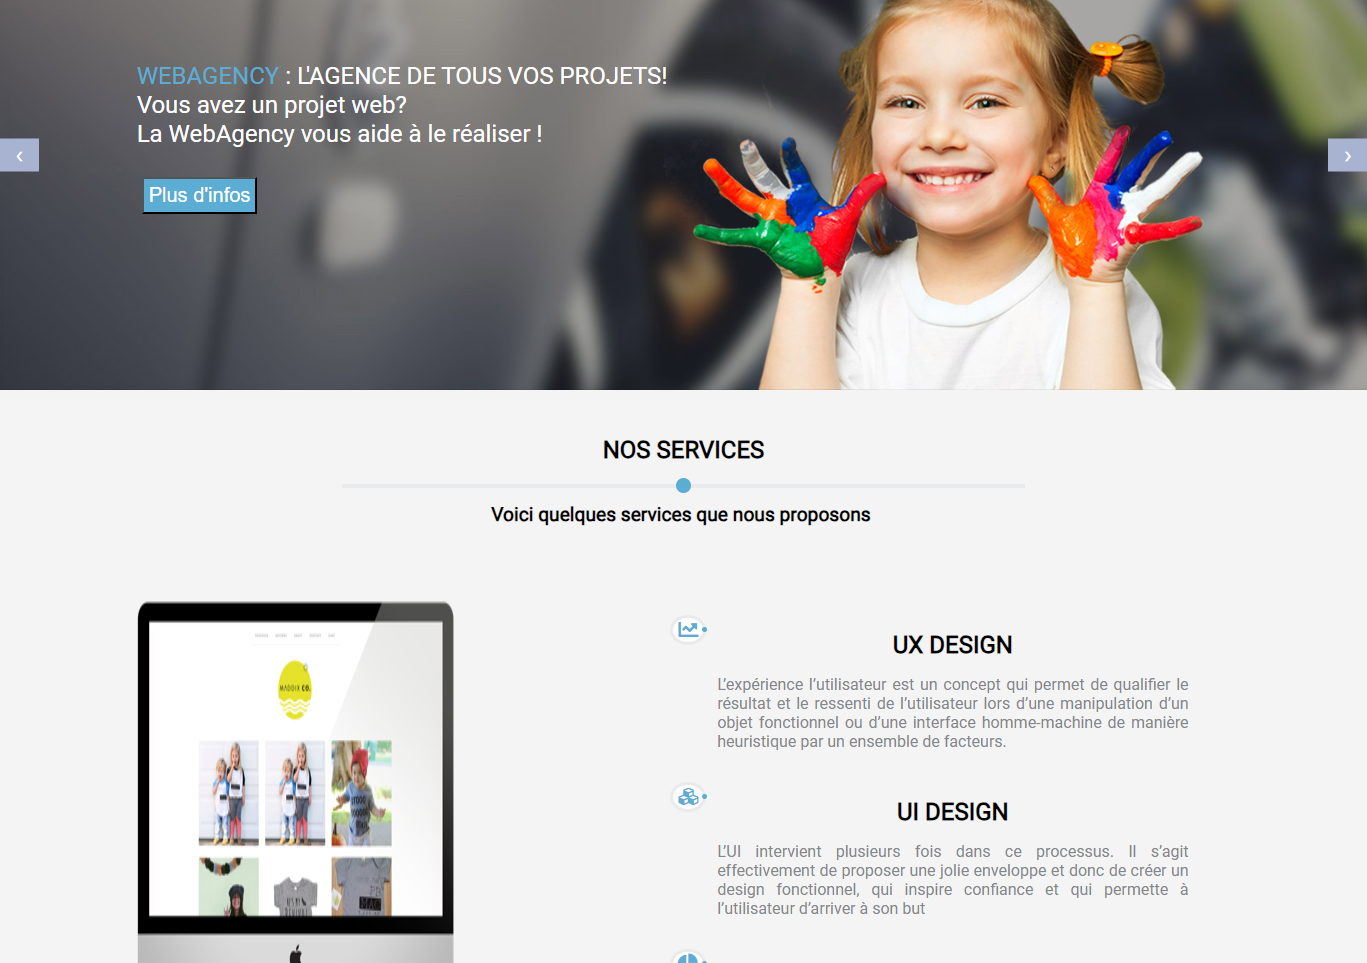 WEBAGENCY : L'AGENCE DE TOUS VOS PROJETS!
Vous avez un projet web?
La WebAgency vous aide à le réaliser !
‹
›
Plus d'infos
NOS SERVICES
Voici quelques services que nous proposons
MADDIX CO.
UX DESIGN
L’expérience l’utilisateur est un concept qui permet de qualifier le
résultat et le ressenti de l’utilisateur lors d’une manipulation d’un
objet fonctionnel ou d’une interface homme-machine de manière
heuristique par un ensemble de facteurs.
UI DESIGN
L’UI intervient plusieurs fois dans ce processus. Il s’agit
effectivement de proposer une jolie enveloppe et donc de créer un
design fonctionnel, qui inspire confiance et qui permette à
l’utilisateur d’arriver à son but